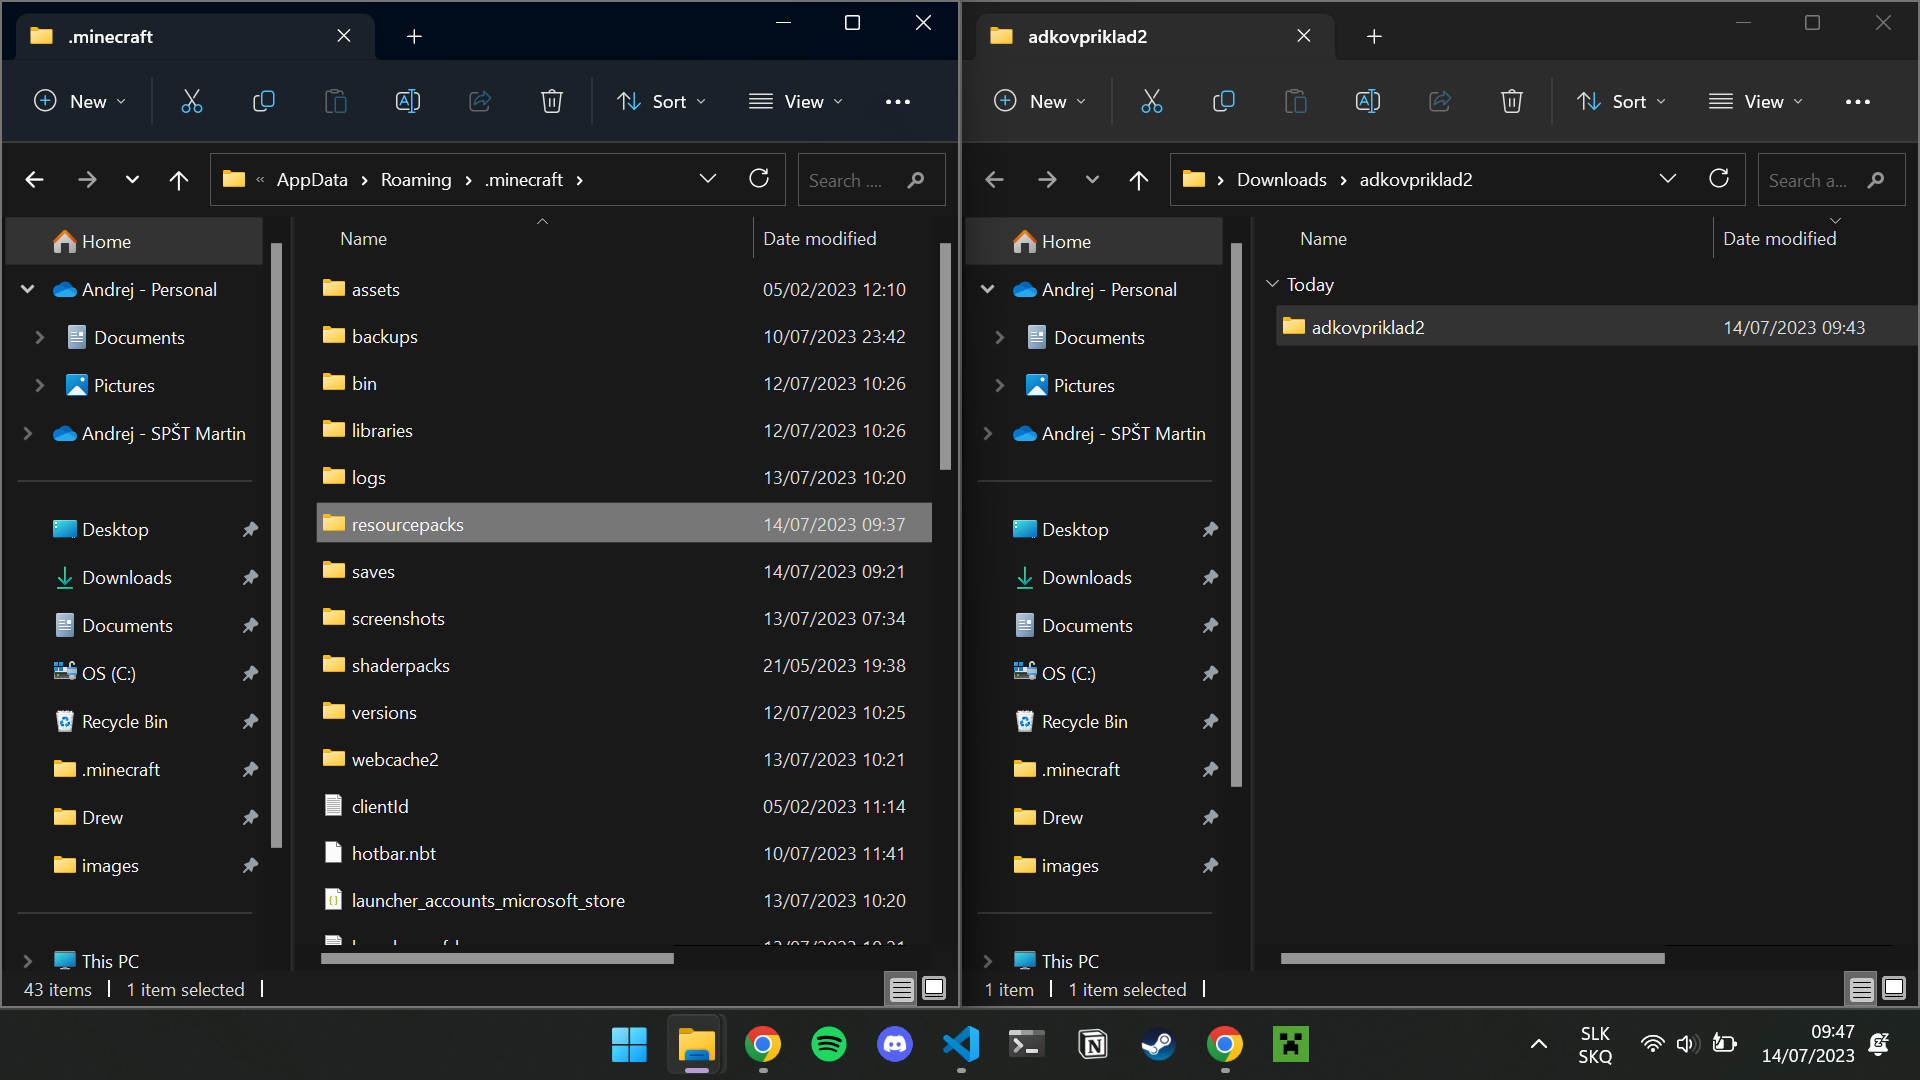 .minecraft
New
Sort
View
AppData
Roaming
.minecraft
Search ....
Home
Andrej - Personal
Documents
Pictures
Andrej - SPŠT Martin
Desktop
Downloads
Documents
OS (C:)
Recycle Bin
.minecraft
Drew
images
This PC
Name Date modified
assets 05/02/2023 12:10
backups 10/07/2023 23:42
bin 12/07/2023 10:26
libraries 12/07/2023 10:26
logs 13/07/2023 10:20
resourcepacks 14/07/2023 09:37
saves 14/07/2023 09:21
screenshots 13/07/2023 07:34
shaderpacks 21/05/2023 19:38
versions 12/07/2023 10:25
webcache2 13/07/2023 10:21
clientId 05/02/2023 11:14
hotbar.nbt 10/07/2023 11:41
launcher_accounts_microsoft_store 13/07/2023 10:20
43 items 1 item selected
adkovpriklad2
New
Sort
View
Downloads
adkovpriklad2
Search a...
Home
Andrej - Personal
Documents
Pictures
Andrej - SPŠT Martin
Desktop
Downloads
Documents
OS (C:)
Recycle Bin
.minecraft
Drew
images
This PC
Name Date modified
Today
adkovpriklad2 14/07/2023 09:43
1 item 1 item selected
SLK
SKQ
09:47
14/07/2023